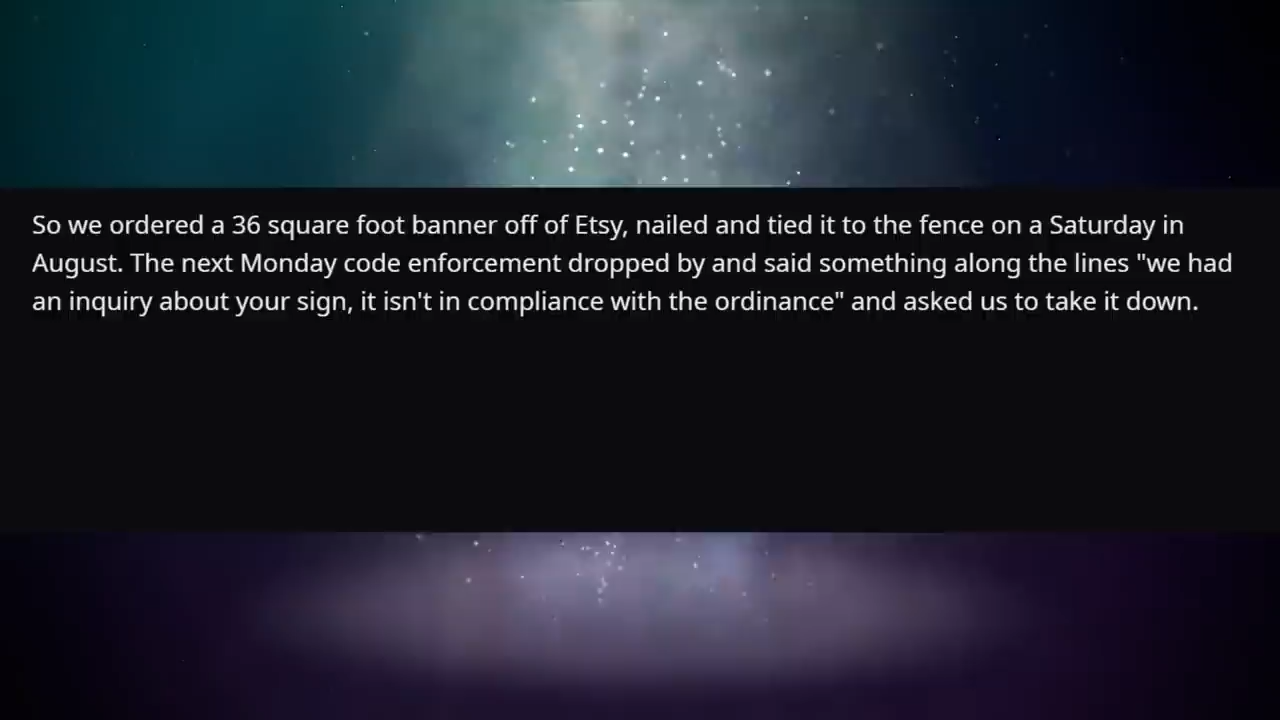 So we ordered a 36 square foot banner off of Etsy, nailed and tied it to the fence on a Saturday in
August. The next Monday code enforcement dropped by and said something along the lines "we had
an inquiry about your sign, it isn't in compliance with the ordinance" and asked us to take it down.